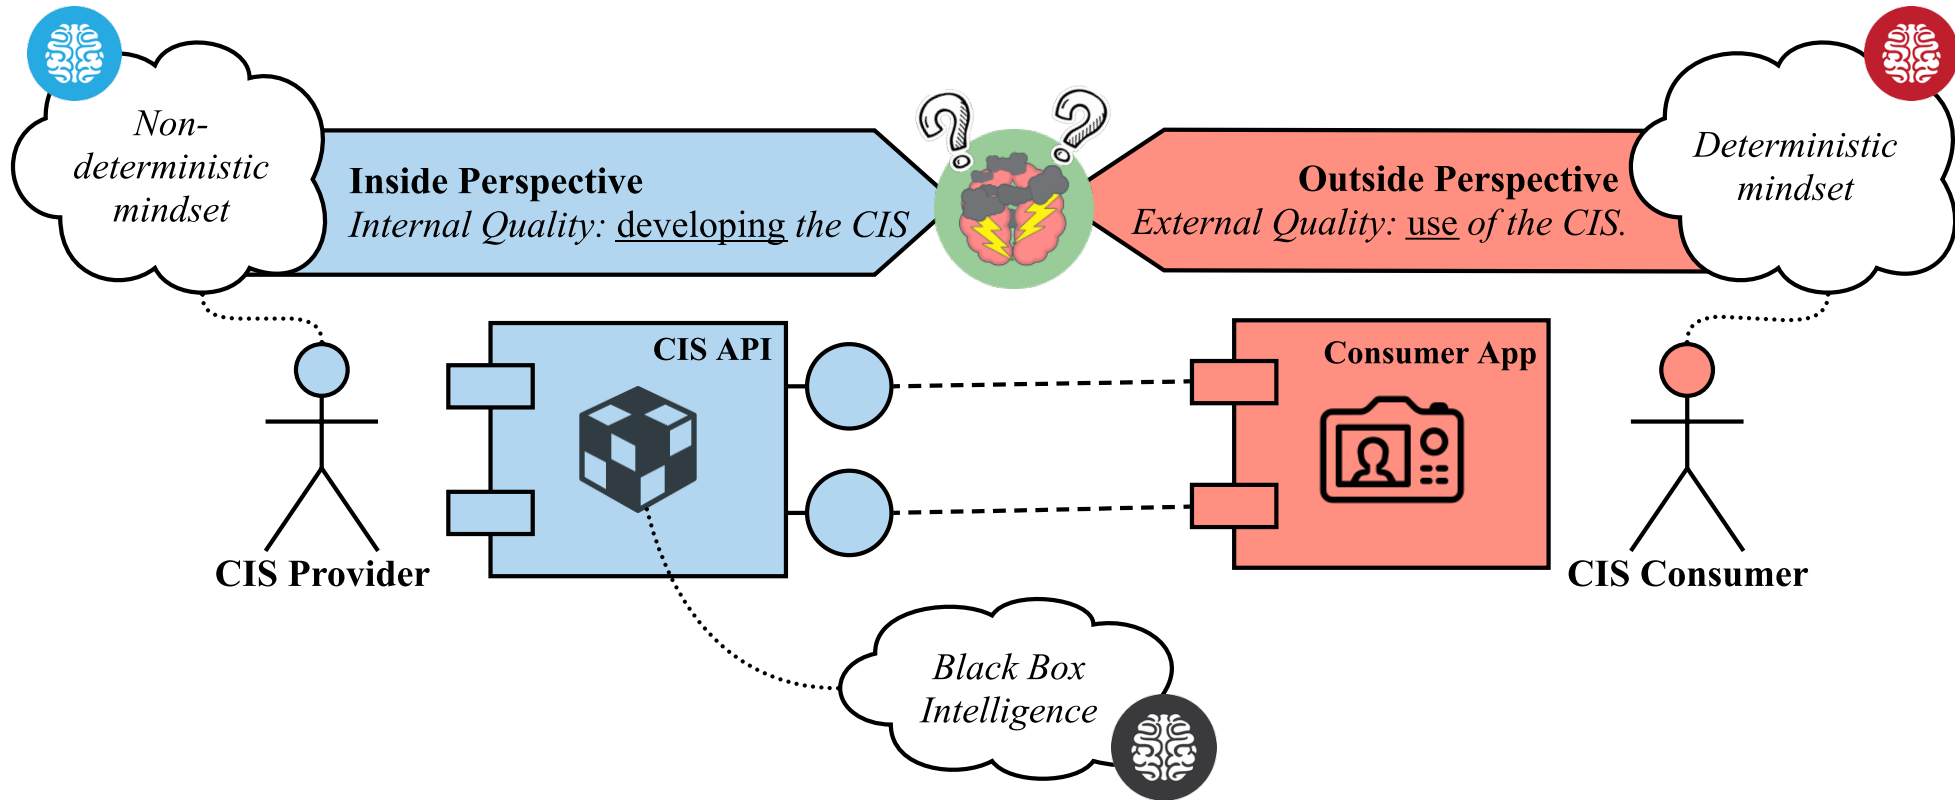 Non-
deterministic
mindset
Inside Perspective
Internal Quality: developing the CIS
? ?
Outside Perspective
External Quality: use of the CIS.
Deterministic
mindset
CIS API
Consumer App
CIS Provider
CIS Consumer
Black Box
Intelligence